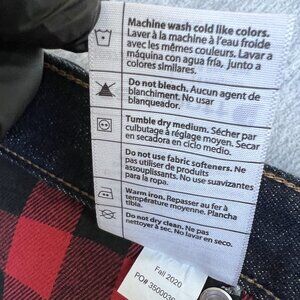 Machine wash cold like colors.
Laver à la machine à l'eau froide
avec les mêmes couleurs. Lavar a
máquina con agua fría, junto a
colores similares.
Do not bleach. Aucun agent de
blanchiment. No usar
blanqueador.
Tumble dry medium. Sécher par
culbutage à réglage moyen. Secar
en secadora en ciclo medio.
Do not use fabric softeners. Ne
pas utiliser de produits
assouplissants. No use suavizantes
para la ropa.
Warm iron. Repasser au fer à
température moyenne. Plancha
tibia.
Do not dry clean. Ne pas
nettoyer à sec. No lavar en seco.
Fall 2020
PO# 3500036